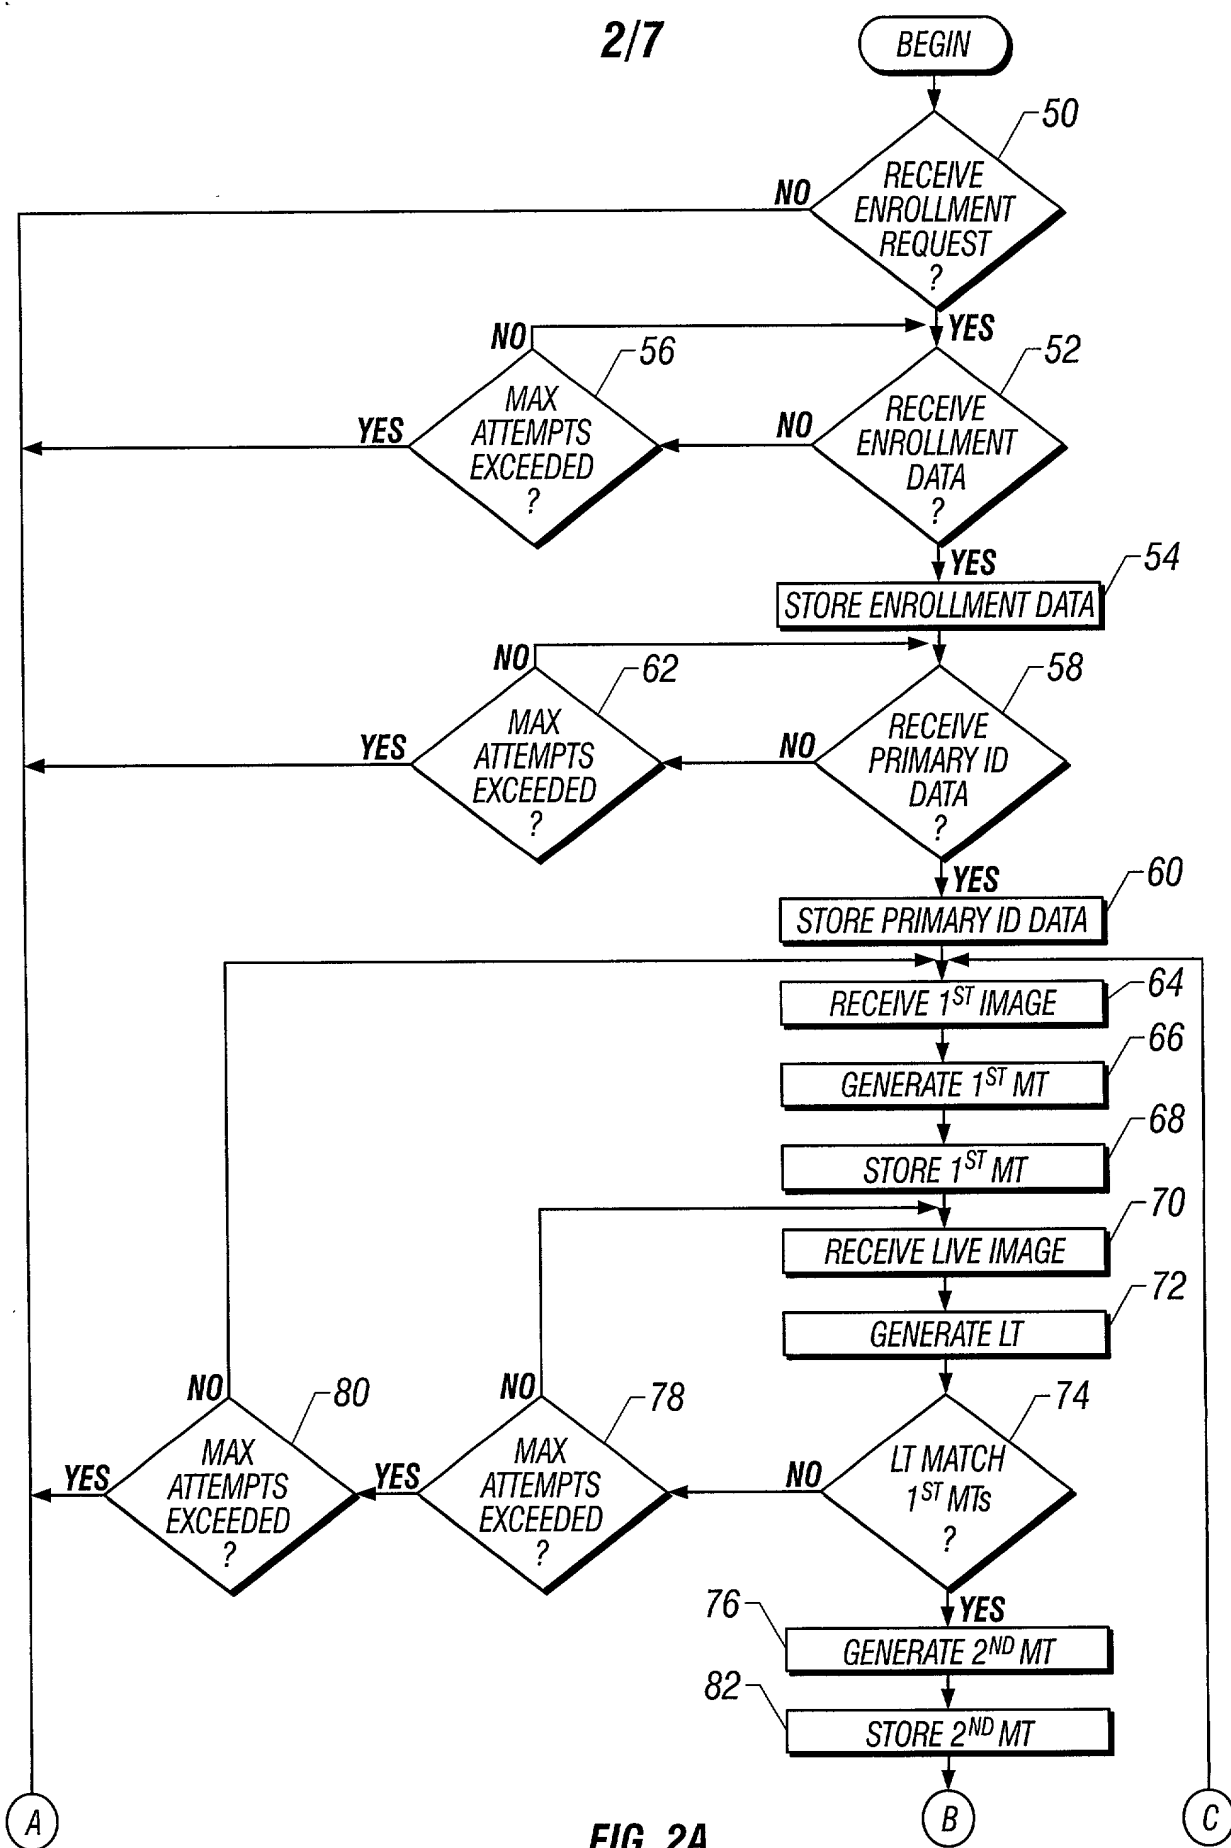 2/7
BEGIN
50
RECEIVE
ENROLLMENT
REQUEST
?
NO
YES
52
RECEIVE
ENROLLMENT
DATA
?
NO
56
MAX
ATTEMPTS
EXCEEDED
?
NO
YES
YES
54
STORE ENROLLMENT DATA
58
RECEIVE
PRIMARY ID
DATA
?
NO
62
MAX
ATTEMPTS
EXCEEDED
?
NO
YES
YES
60
STORE PRIMARY ID DATA
64
RECEIVE 1ST IMAGE
66
GENERATE 1ST MT
68
STORE 1ST MT
70
RECEIVE LIVE IMAGE
72
GENERATE LT
74
LT MATCH
1ST MTs
?
NO
78
MAX
ATTEMPTS
EXCEEDED
?
NO
YES
80
MAX
ATTEMPTS
EXCEEDED
?
NO
YES
YES
76
GENERATE 2ND MT
82
STORE 2ND MT
A
B
C
FIG. 2A